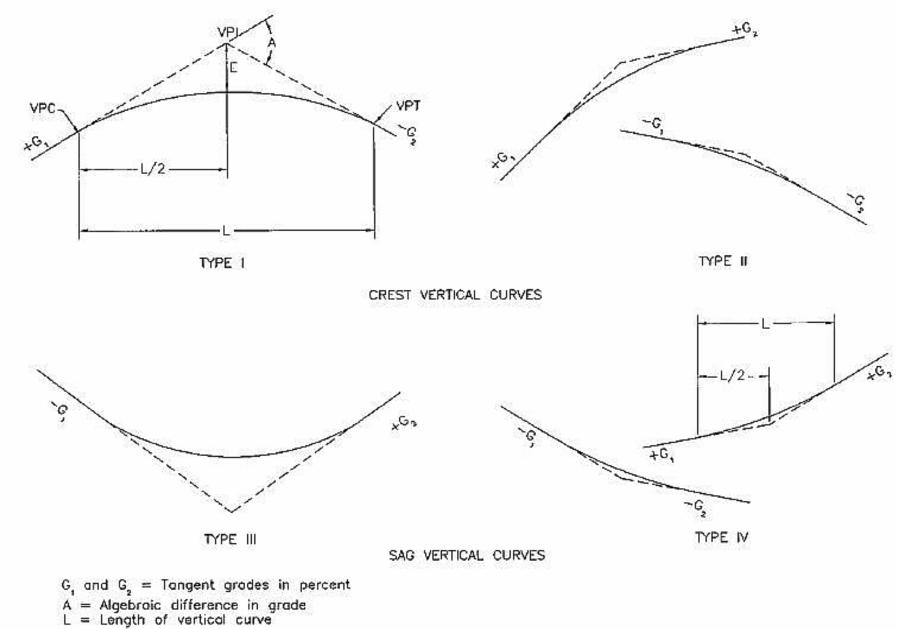 VPI
A
E
VPC
VPT
+G₁
-G₂
L/2
L
TYPE I
+G₂
+G₁
-G₁
-G₂
TYPE II
CREST VERTICAL CURVES
-G₁
+G₂
TYPE III
L
L/2
+G₂
+G₁
-G₁
-G₂
TYPE IV
SAG VERTICAL CURVES
G₁ and G₂ = Tangent grades in percent
A = Algebraic difference in grade
L = Length of vertical curve